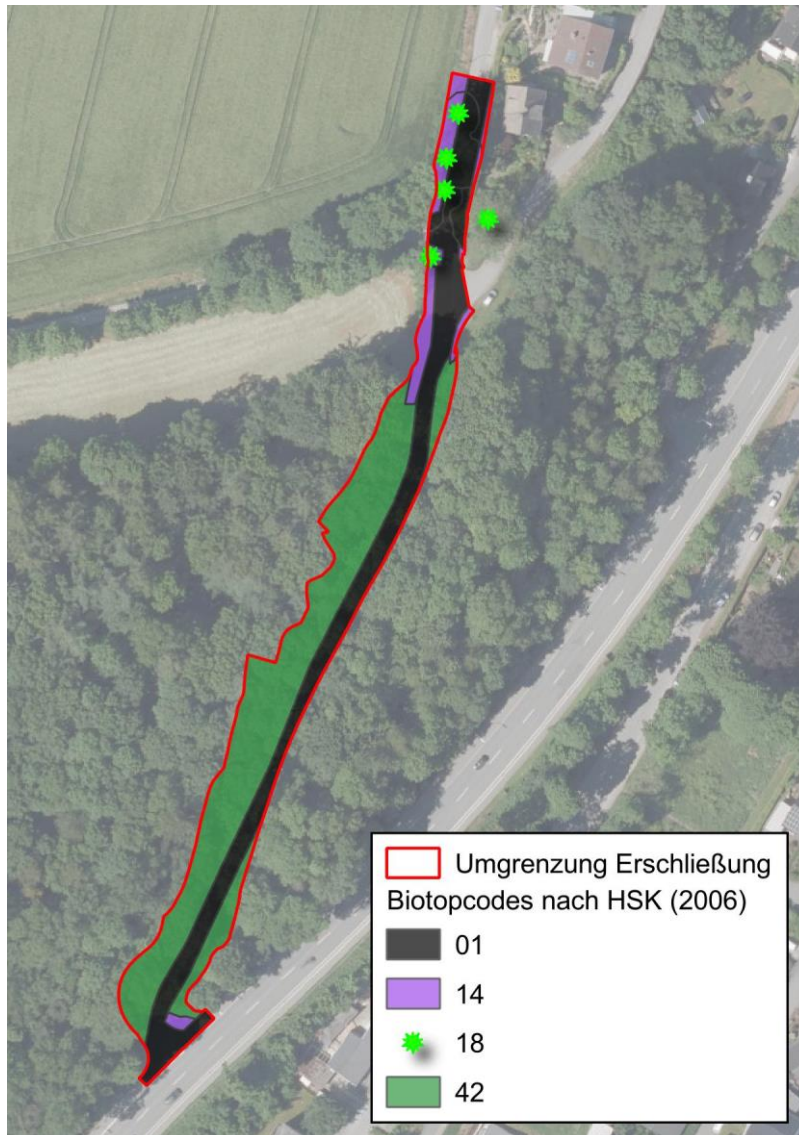 Umgrenzung Erschließung
Biotopcodes nach HSK (2006)
01
14
18
42